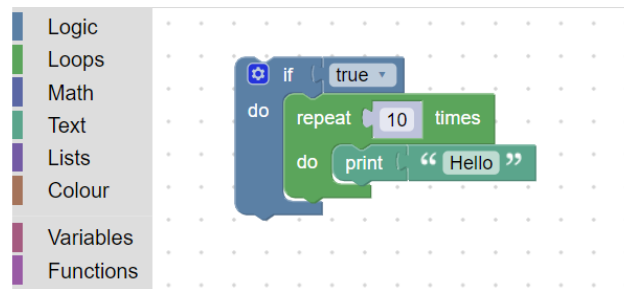 Logic
Loops
Math
Text
Lists
Colour
Variables
Functions
if true
do repeat 10 times
do print “ Hello ”